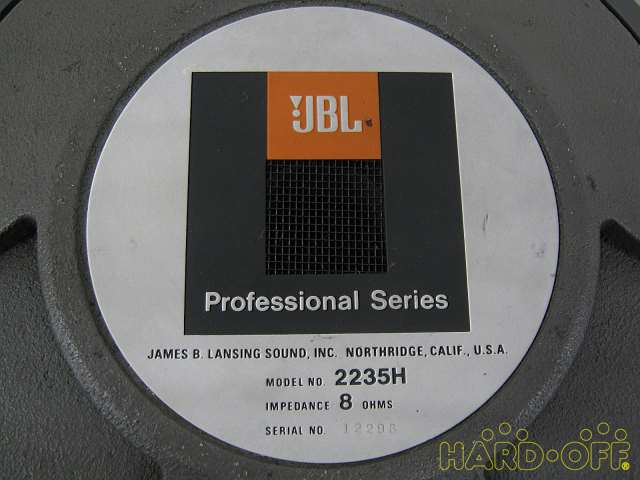 JBL
Professional Series
JAMES B. LANSING SOUND, INC. NORTHRIDGE, CALIF., U.S.A.
MODEL NO. 2235H
IMPEDANCE 8 OHMS
SERIAL NO.
HARD·OFF